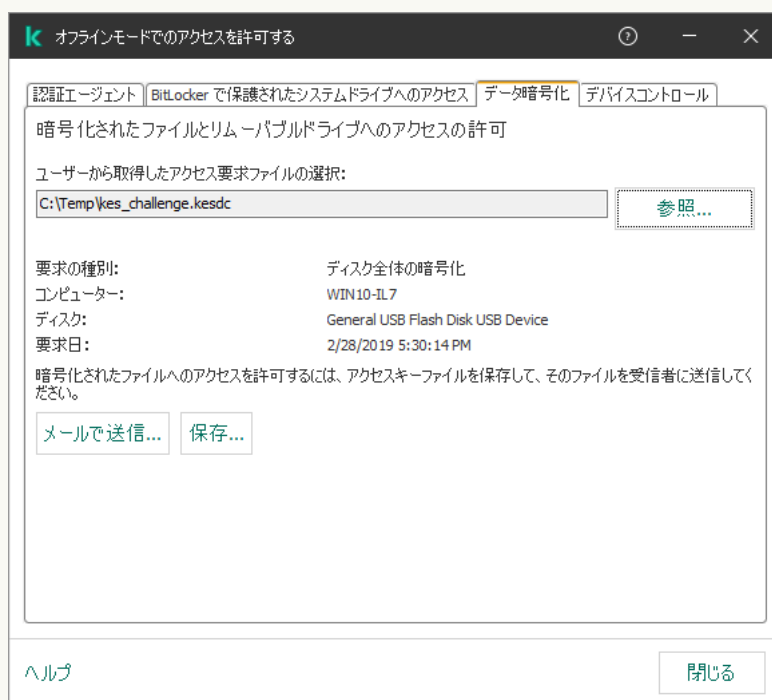 オフラインモードでのアクセスを許可する
認証エージェント BitLocker で保護されたシステムドライブへのアクセス データ暗号化 デバイスコントロール
暗号化されたファイルとリムーバブルドライブへのアクセスの許可
ユーザーから取得したアクセス要求ファイルの選択:
C:\Temp\kes_challenge.kesdc 参照...
要求の種別: ディスク全体の暗号化
コンピューター: WIN10-IL7
ディスク: General USB Flash Disk USB Device
要求日: 2/28/2019 5:30:14 PM
暗号化されたファイルへのアクセスを許可するには、アクセスキーファイルを保存して、そのファイルを受信者に送信してく
ださい。
メールで送信... 保存...
ヘルプ 閉じる